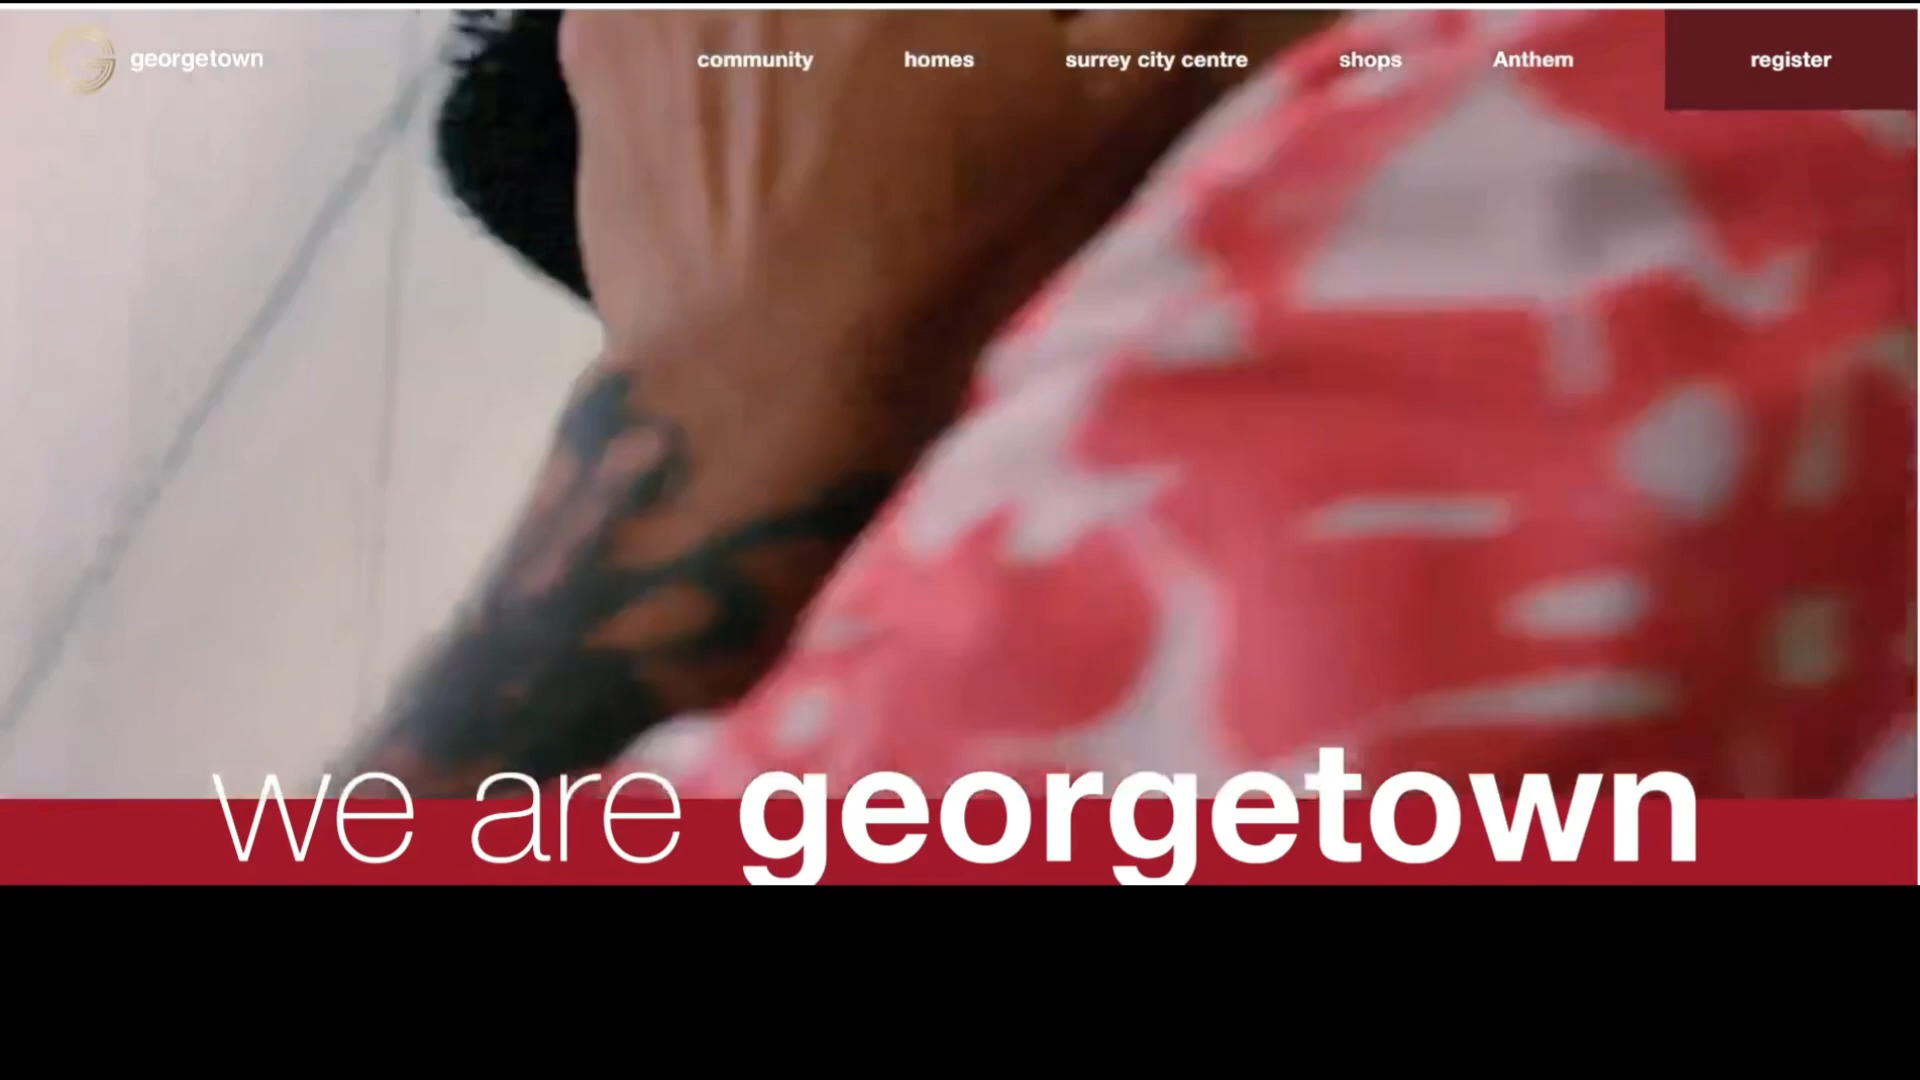 georgetown
community
homes
surrey city centre
shops
Anthem
register
we are georgetown